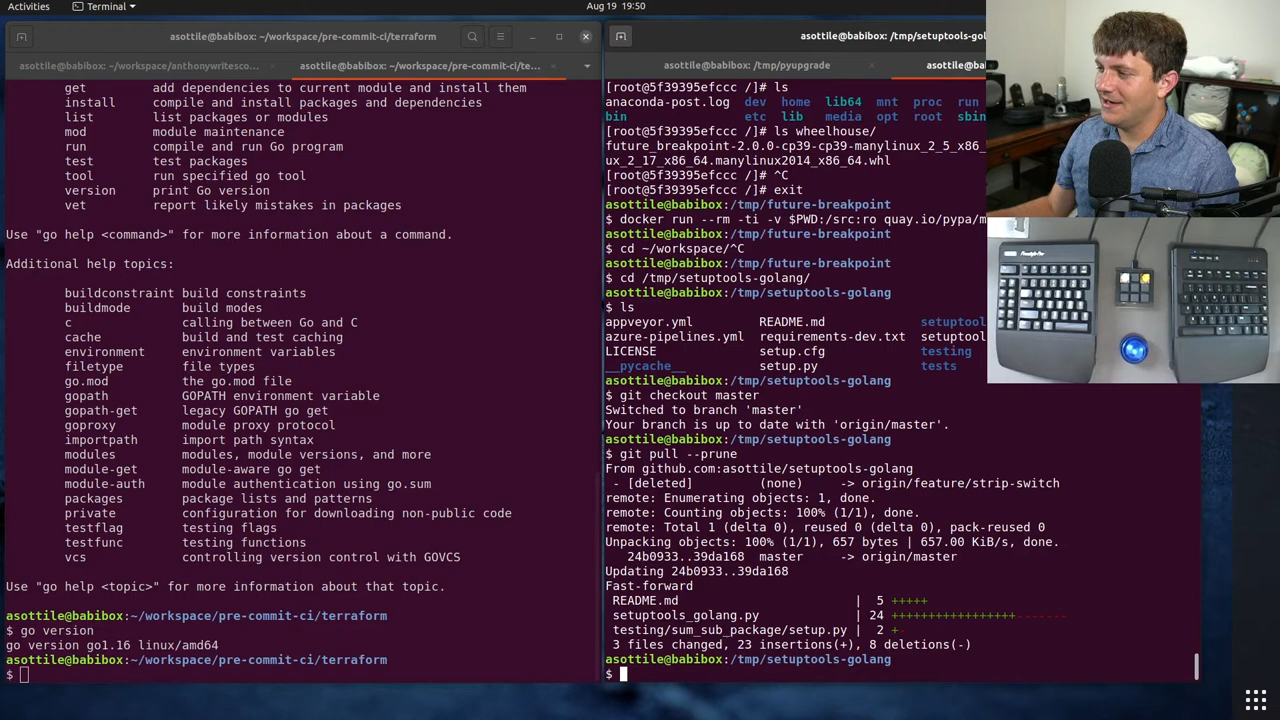 Activities
Terminal
Aug 19 19:50
asottile@babibox: ~/workspace/pre-commit-ci/terraform
asottile@babibox: ~/workspace/anthonywritesco...
asottile@babibox: ~/workspace/pre-commit-ci/te...
get add dependencies to current module and install them
install compile and install packages and dependencies
list list packages or modules
mod module maintenance
run compile and run Go program
test test packages
tool run specified go tool
version print Go version
vet report likely mistakes in packages
Use "go help <command>" for more information about a command.
Additional help topics:
buildconstraint build constraints
buildmode build modes
c calling between Go and C
cache build and test caching
environment environment variables
filetype file types
go.mod the go.mod file
gopath GOPATH environment variable
gopath-get legacy GOPATH go get
goproxy module proxy protocol
importpath import path syntax
modules modules, module versions, and more
module-get module-aware go get
module-auth module authentication using go.sum
packages package lists and patterns
private configuration for downloading non-public code
testflag testing flags
testfunc testing functions
vcs controlling version control with GOVCS
Use "go help <topic>" for more information about that topic.
asottile@babibox:~/workspace/pre-commit-ci/terraform
$ go version
go version go1.16 linux/amd64
asottile@babibox:~/workspace/pre-commit-ci/terraform
$
asottile@babibox: /tmp/setuptools-gola
asottile@babibox: /tmp/pyupgrade
asottile@ba
[root@5f39395efccc /]# ls
anaconda-post.log dev home lib64 mnt proc run
bin etc lib media opt root sbin
[root@5f39395efccc /]# ls wheelhouse/
future_breakpoint-2.0.0-cp39-cp39-manylinux_2_5_x86_
ux_2_17_x86_64.manylinux2014_x86_64.whl
[root@5f39395efccc /]# ^C
[root@5f39395efccc /]# exit
asottile@babibox:/tmp/future-breakpoint
$ docker run --rm -ti -v $PWD:/src:ro quay.io/pypa/m
asottile@babibox:/tmp/future-breakpoint
$ cd ~/workspace/^C
asottile@babibox:/tmp/future-breakpoint
$ cd /tmp/setuptools-golang/
asottile@babibox:/tmp/setuptools-golang
$ ls
appveyor.yml README.md setuptool
azure-pipelines.yml requirements-dev.txt setuptool
LICENSE setup.cfg testing
__pycache__ setup.py tests
asottile@babibox:/tmp/setuptools-golang
$ git checkout master
Switched to branch 'master'
Your branch is up to date with 'origin/master'.
asottile@babibox:/tmp/setuptools-golang
$ git pull --prune
From github.com:asottile/setuptools-golang
- [deleted] (none) -> origin/feature/strip-switch
remote: Enumerating objects: 1, done.
remote: Counting objects: 100% (1/1), done.
remote: Total 1 (delta 0), reused 0 (delta 0), pack-reused 0
Unpacking objects: 100% (1/1), 657 bytes | 657.00 KiB/s, done.
24b0933..39da168 master -> origin/master
Updating 24b0933..39da168
Fast-forward
README.md | 5 +++++
setuptools_golang.py | 24 +++++++++++++++++-------
testing/sum_sub_package/setup.py | 2 +-
3 files changed, 23 insertions(+), 8 deletions(-)
asottile@babibox:/tmp/setuptools-golang
$